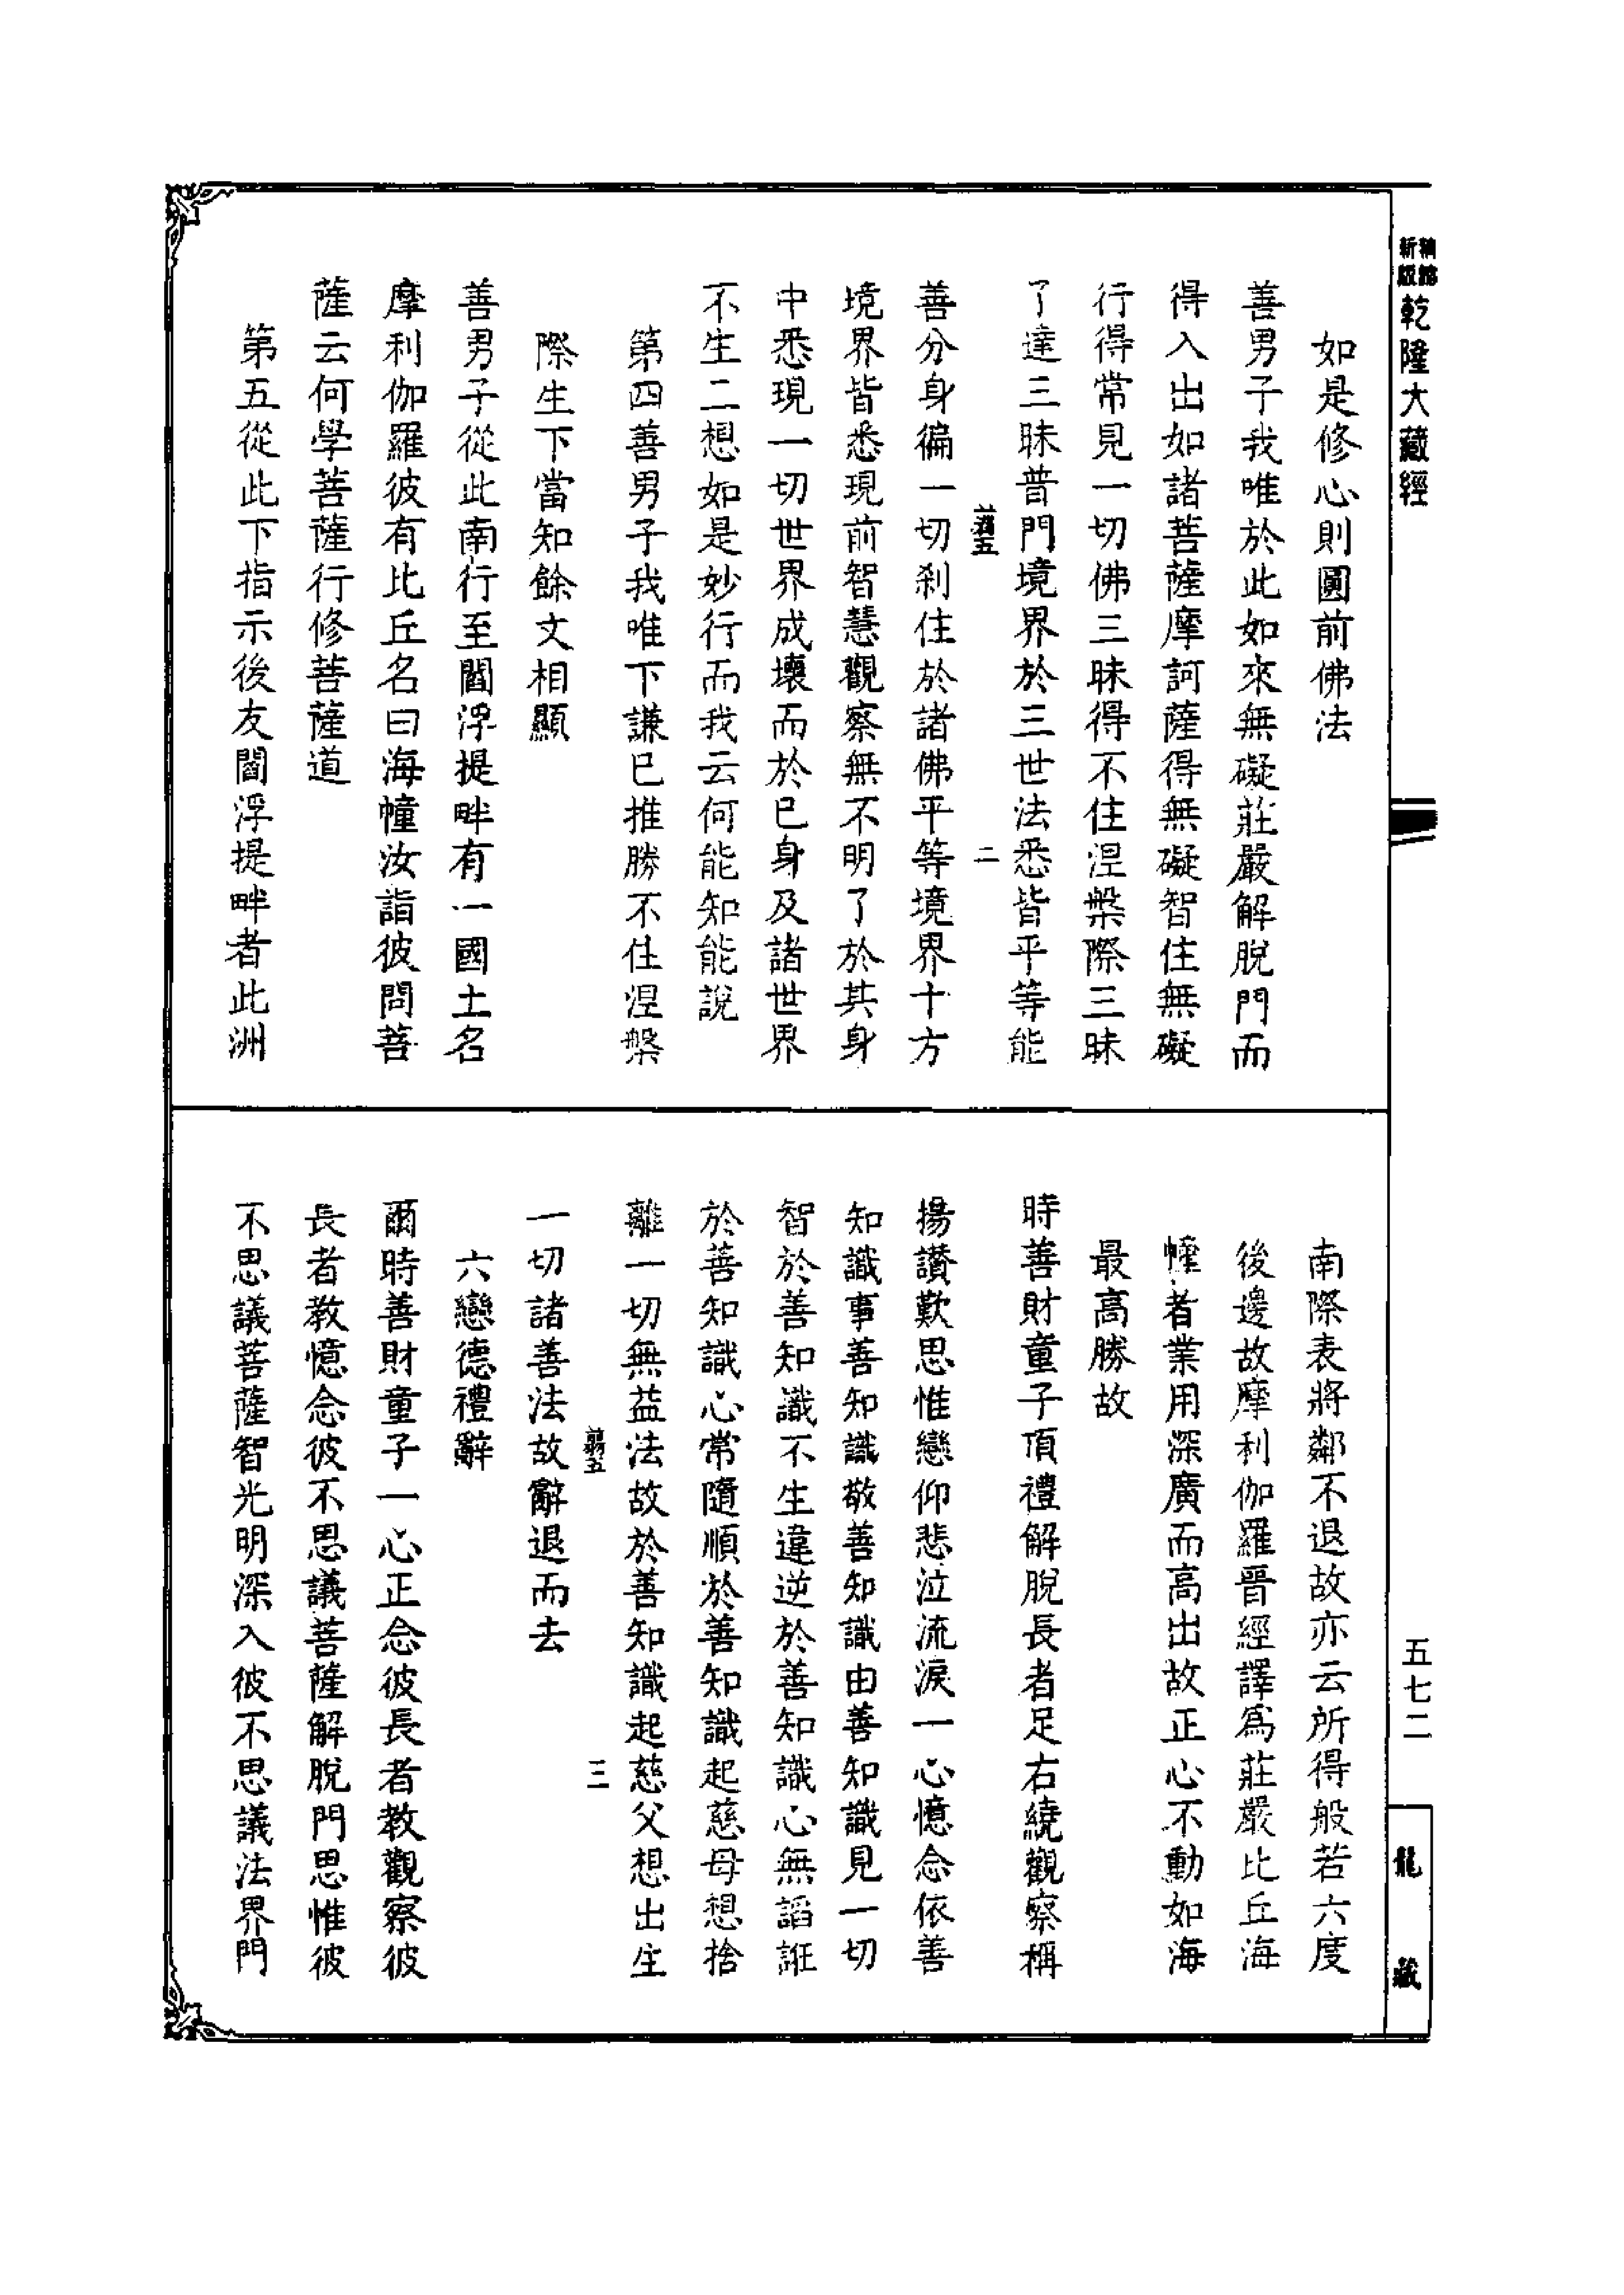 新版
精縮
乾隆大藏經
如是修心則圓前佛法
善男子我唯於此如來無礙莊嚴解脫門而
得入出如諸菩薩摩訶薩得無礙智住無礙
行得常見一切佛三昧得不住涅槃際三昧
了達三昧普門境界於三世法悉皆平等能
二
善分身徧一切刹住於諸佛平等境界十方
境界皆悉現前智慧觀察無不明了於其身
中悉現一切世界成壞而於已身及諸世界
不生二想如是妙行而我云何能知能說
第四善男子我唯下謙已推勝不住涅槃
際生下當知餘文相顯
善男子從此南行至閻浮提畔有一國土名
摩利伽羅彼有比丘名曰海幢汝詣彼問菩
薩云何學菩薩行修菩薩道
第五從此下指示後友閻浮提畔者此洲
南際表將鄰不退故亦云所得般若六度
後邊故摩利伽羅晉經譯爲莊嚴比丘海
幢者業用深廣而高出故正心不動如海
最高勝故
時善財童子頂禮解脫長者足右繞觀察稱
揚讚歎思惟戀仰悲泣流淚一心憶念依善
知識事善知識敬善知識由善知識見一切
智於善知識不生違逆於善知識心無諂誑
於善知識心常隨順於善知識起慈母想捨
離一切無益法故於善知識起慈父想出生
三
一切諸善法故辭退而去
六戀德禮辭
爾時善財童子一心正念彼長者教觀察彼
長者教憶念彼不思議菩薩解脫門思惟彼
不思議菩薩智光明深入彼不思議法界門
五七二
龍藏